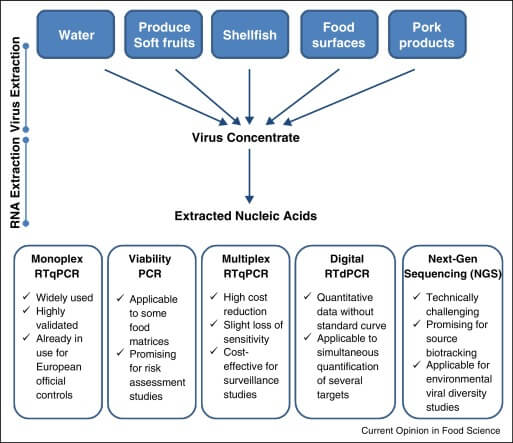 Water
Produce
Soft fruits
Shellfish
Food
surfaces
Pork
products
Virus Extraction
Virus Concentrate
RNA Extraction
Extracted Nucleic Acids
Monoplex
RTqPCR
✓ Widely used
✓ Highly
validated
✓ Already in
use for
European
official
controls
Viability
PCR
✓ Applicable
to some
food
matrices
✓ Promising
for risk
assessment
studies
Multiplex
RTqPCR
✓ High cost
reduction
✓ Slight loss of
sensitivity
✓ Cost-
effective for
surveillance
studies
Digital
RTdPCR
✓ Quantitative
data without
standard curve
✓ Applicable to
simultaneous
quantification
of several
targets
Next-Gen
Sequencing (NGS)
✓ Technically
challenging
✓ Promising for
source
biotracking
✓ Applicable for
environmental
viral diversity
studies
Current Opinion in Food Science